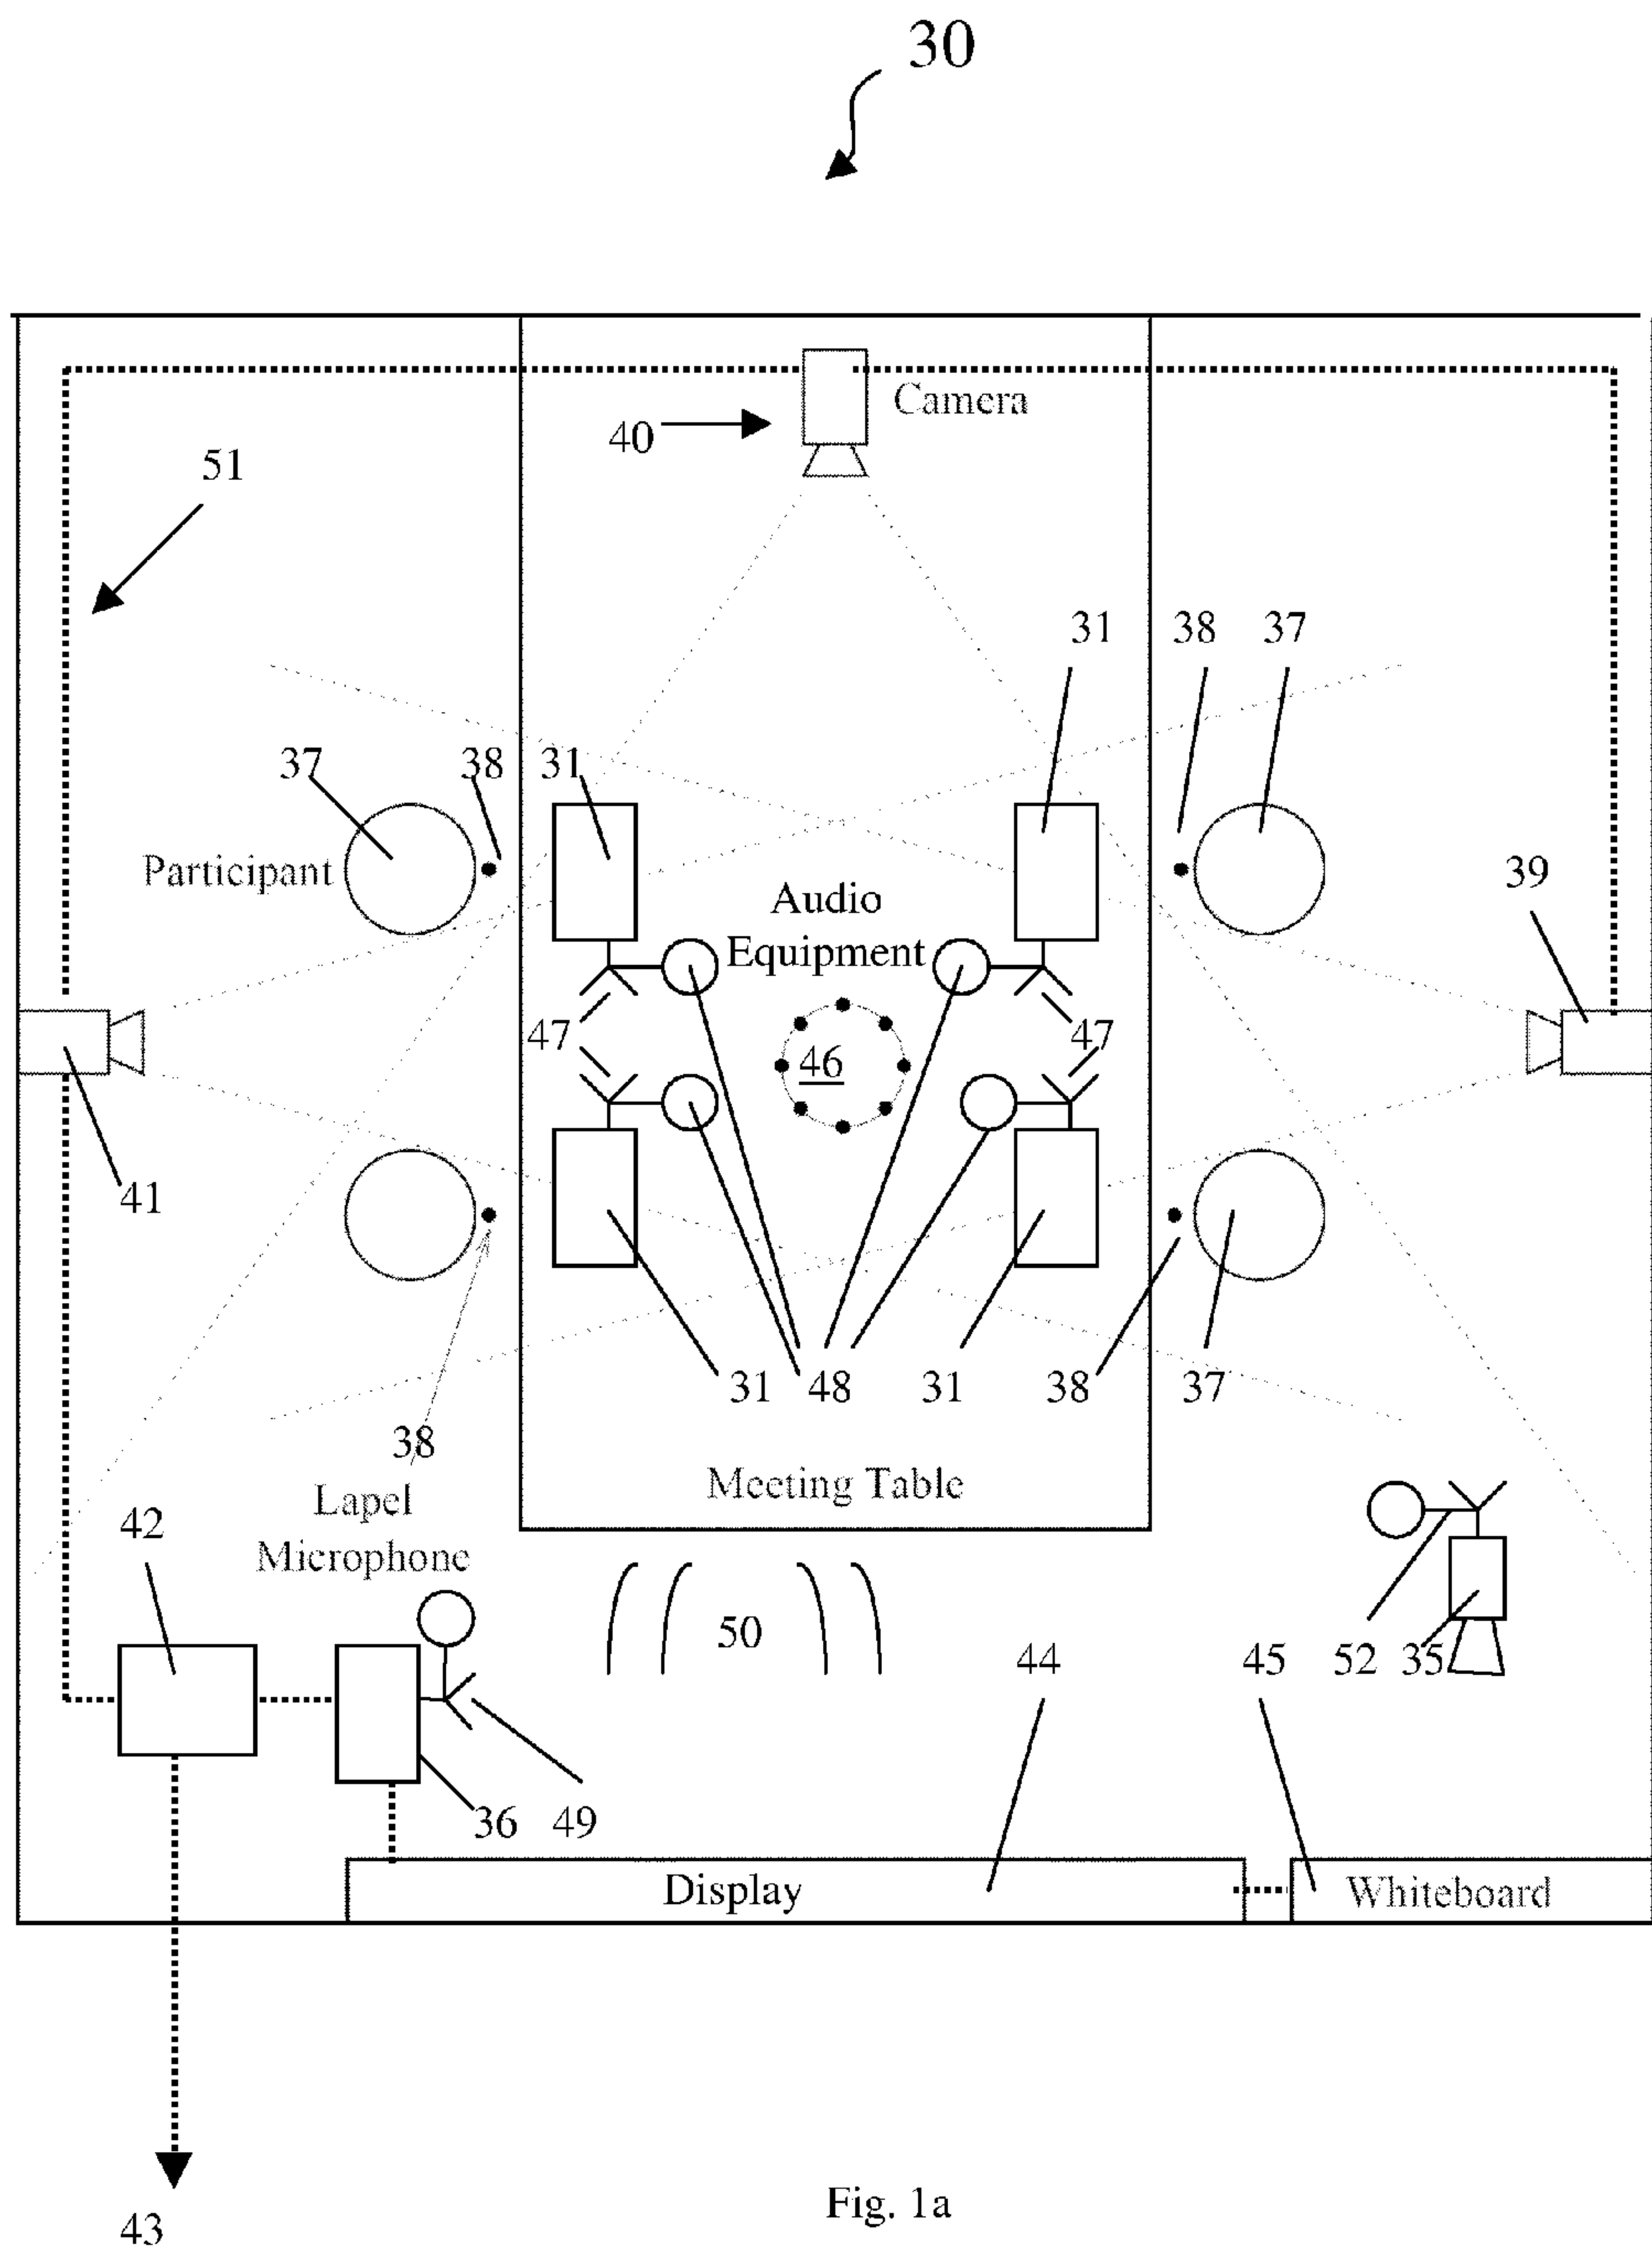 30
Camera
40
51
31
38
37
37
38
31
Participant
39
Audio
Equipment
47
47
46
41
31
48
31
38
37
38
Meeting Table
Lapel
Microphone
42
50
44
45
52
35
36
49
Display
Whiteboard
43
Fig. 1a